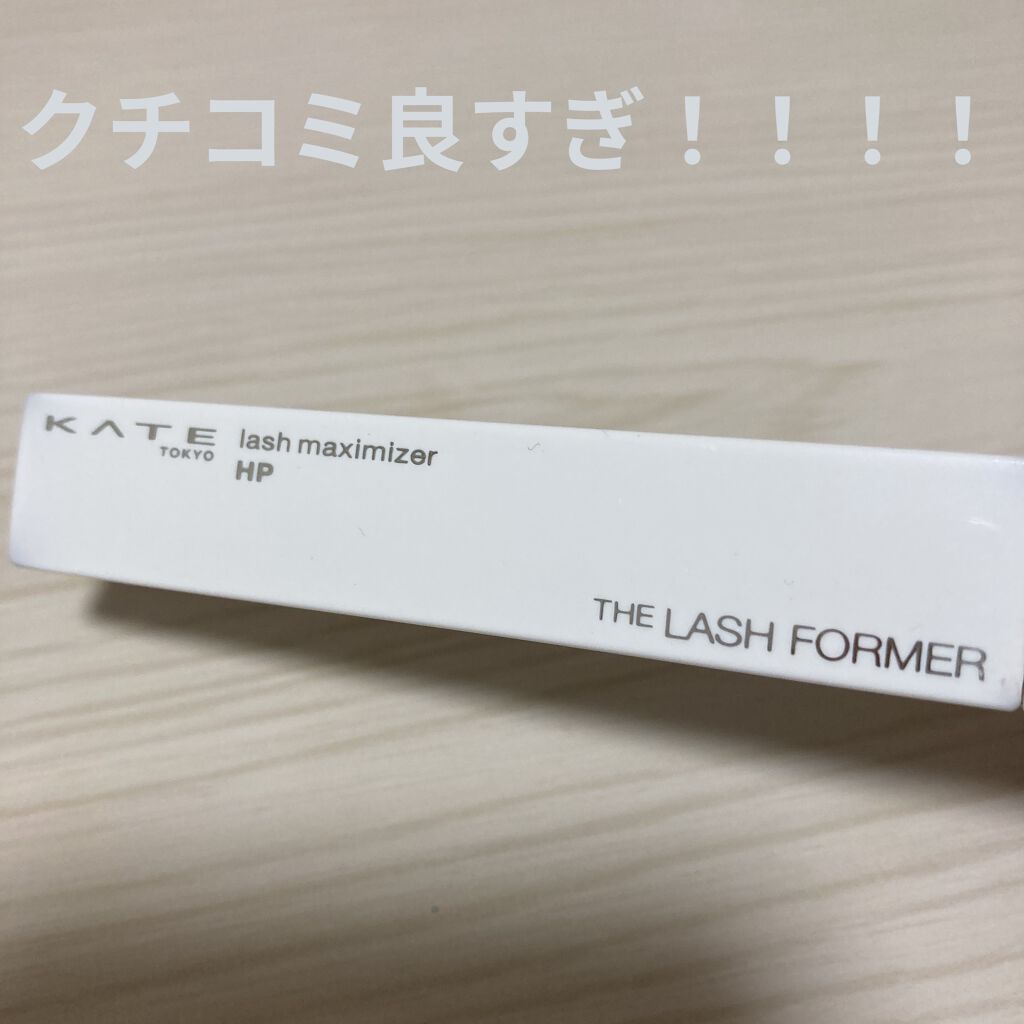 クチコミ良すぎ！！！！
KATE
TOKYO
lash maximizer
HP
THE LASH FORMER